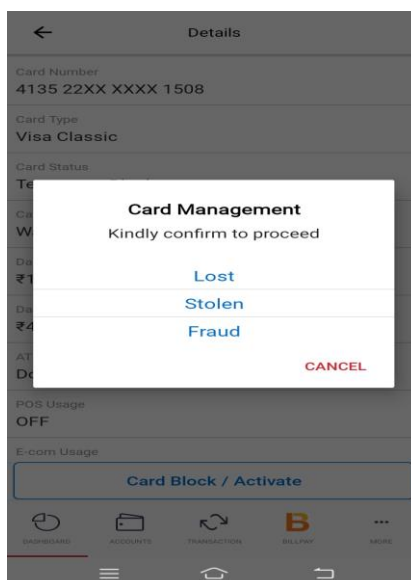 Details
Card Number
4135 22XX XXXX 1508
Card Type
Visa Classic
Card Status
Card Management
Kindly confirm to proceed
Lost
Stolen
Fraud
CANCEL
POS Usage
OFF
E-com Usage
Card Block / Activate
DASHBOARD
ACCOUNTS
TRANSACTION
BILLPAY
MORE